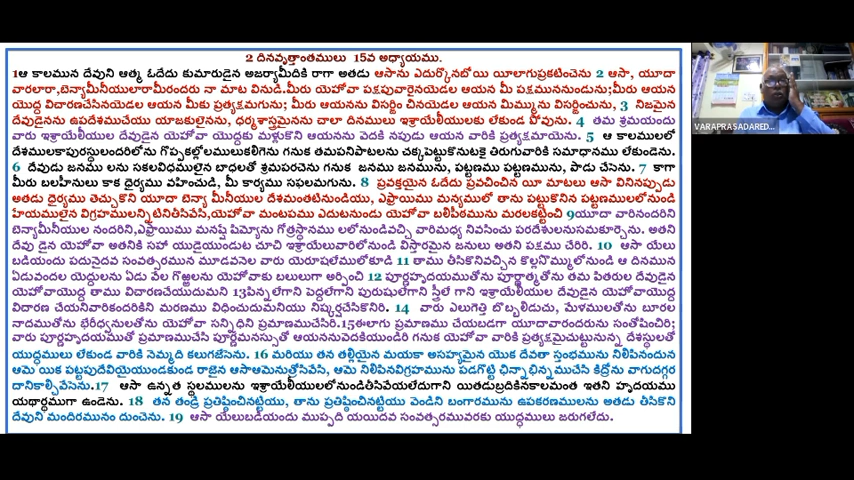 2 దినవృత్తాంతములు 15వ అధ్యాయము.
1ఆ కాలమున దేవుని ఆత్మ ఓదేదు కుమారుడైన అజర్యామీదికి రాగా అతడు ఆసాను ఎదుర్కొనబోయి యీలాగుప్రకటించెను 2 ఆసా, యూదా
వారలారా,బెన్యామీనీయులారామీరందరు నా మాట వినుడి.మీరు యెహోవా పక్షపువారైనయెడల ఆయన మీ పక్షముననుండును;మీరు ఆయన
యొద్ద విచారణచేసినయెడల ఆయన మీకు ప్రత్యక్షమగును; మీరు ఆయనను విసర్జిం చినయెడల ఆయన మిమ్మును విసర్జించును, 3 నిజమైన
దేవుడైనను ఉపదేశముచేయు యాజకులైనను, ధర్మశాస్త్రమైనను చాలా దినములు ఇశ్రాయేలీయులకు లేకుండ పోవును. 4 తమ శ్రమయందు
వారు ఇశ్రాయేలీయుల దేవుడైన యెహోవా యొద్దకు మళ్లుకొని ఆయనను వెదకి నపుడు ఆయన వారికి ప్రత్యక్షమాయెను. 5 ఆ కాలములలో
దేశములకాపురస్థులందరిలోను గొప్పకల్లోలములుకలిగెను గనుక తమపనిపాటలను చక్కపెట్టుకొనుటకై తిరుగువారికి సమాధానము లేకుండెను.
6 దేవుడు జనము లను సకలవిధములైన బాధలతో శ్రమపరచెను గనుక జనము జనమును, పట్టణము పట్టణమును, పాడు చేసెను. 7 కాగా
మీరు బలహీనులు కాక ధైర్యము వహించుడి, మీ కార్యము సఫలమగును. 8 ప్రవక్తయైన ఓదేదు ప్రవచించిన యీ మాటలు ఆసా వినినప్పుడు
అతడు ధైర్యము తెచ్చుకొని యూదా బెన్యా మీనీయుల దేశమంతటినుండియు, ఎఫ్రాయిము మన్యములో తాను పట్టుకొనిన పట్టణములలోనుండి
హేయములైన విగ్రహములన్నిటినితీసివేసి,యెహోవా మంటపము ఎదుటనుండు యెహోవా బలిపీఠమును మరలకట్టించి 9యూదా వారినందరిని
బెన్యామీనీయుల నందరిని,ఎఫ్రాయిము మనష్షే షిమ్యోను గోత్రస్థానము లలోనుండివచ్చి వారిమధ్య నివసించు పరదేశులనుసమకూర్చెను. అతని
దేవు డైన యెహోవా అతనికి సహా యుడైయుండుట చూచి ఇశ్రాయేలువారిలోనుండి విస్తారమైన జనులు అతని పక్షము చేరిరి. 10 ఆసా యేలు
బడియందు పదునైదవ సంవత్సరమున మూడవనెల వారు యెరూషలేములోకూడి 11 తాము తీసికొనివచ్చిన కొల్లసొమ్ములోనుండి ఆ దినమున
ఏడువందల యెద్దులను ఏడు వేల గొఱ్ఱెలను యెహోవాకు బలులుగా అర్పించి 12 పూర్ణహృదయముతోను పూర్ణాత్మతోను తమ పితరుల దేవుడైన
యెహోవాయొద్ద తాము విచారణచేయుదుమని 13పిన్నలేగాని పెద్దలేగాని పురుషులేగాని స్త్రీలే గాని ఇశ్రాయేలీయుల దేవుడైన యెహోవాయొద్ద
విచారణ చేయనివారికందరికిని మరణము విధించుదుమనియు నిష్కర్షచేసికొనిరి. 14 వారు ఎలుగెత్తి బొబ్బలిడుచు, మేళములతోను బూరల
నాదముతోను భేరీధ్వనులతోను యెహోవా సన్నిధిని ప్రమాణముచేసిరి.15ఈలాగు ప్రమాణము చేయబడగా యూదావారందరును సంతోషించిరి;
వారు పూర్ణహృదయముతో ప్రమాణముచేసి పూర్ణమనస్సుతో ఆయననువెదకియుండిరి గనుక యెహోవా వారికి ప్రత్యక్షమైచుట్టునున్న దేశస్థులతో
యుద్ధములు లేకుండ వారికి నెమ్మది కలుగజేసెను. 16 మరియు తన తల్లియైన మయకా అసహ్యమైన యొక దేవతా స్తంభమును నిలిపినందున
ఆమె యిక పట్టపుదేవియైయుండకుండ రాజైన ఆసాఆమెనుత్రోసివేసి, ఆమె నిలిపినవిగ్రహమును పడగొట్టి ఛిన్నాభిన్నముచేసి కిద్రోను వాగుదగ్గర
దానికాల్చివేసెను.17 ఆసా ఉన్నత స్థలములను ఇశ్రాయేలీయులలోనుండితీసివేయలేదుగాని యితడుబ్రదికినకాలమంత ఇతని హృదయము
యథార్థముగా ఉండెను. 18 తన తండ్రి ప్రతిష్ఠించినట్టియు, తాను ప్రతిష్ఠించినట్టియు వెండిని బంగారమును ఉపకరణములను అతడు తీసికొని
దేవుని మందిరమునం దుంచెను. 19 ఆసా యేలుబడియందు ముప్పది యయిదవ సంవత్సరమువరకు యుద్ధములు జరుగలేదు.
VARAPRASADARED...